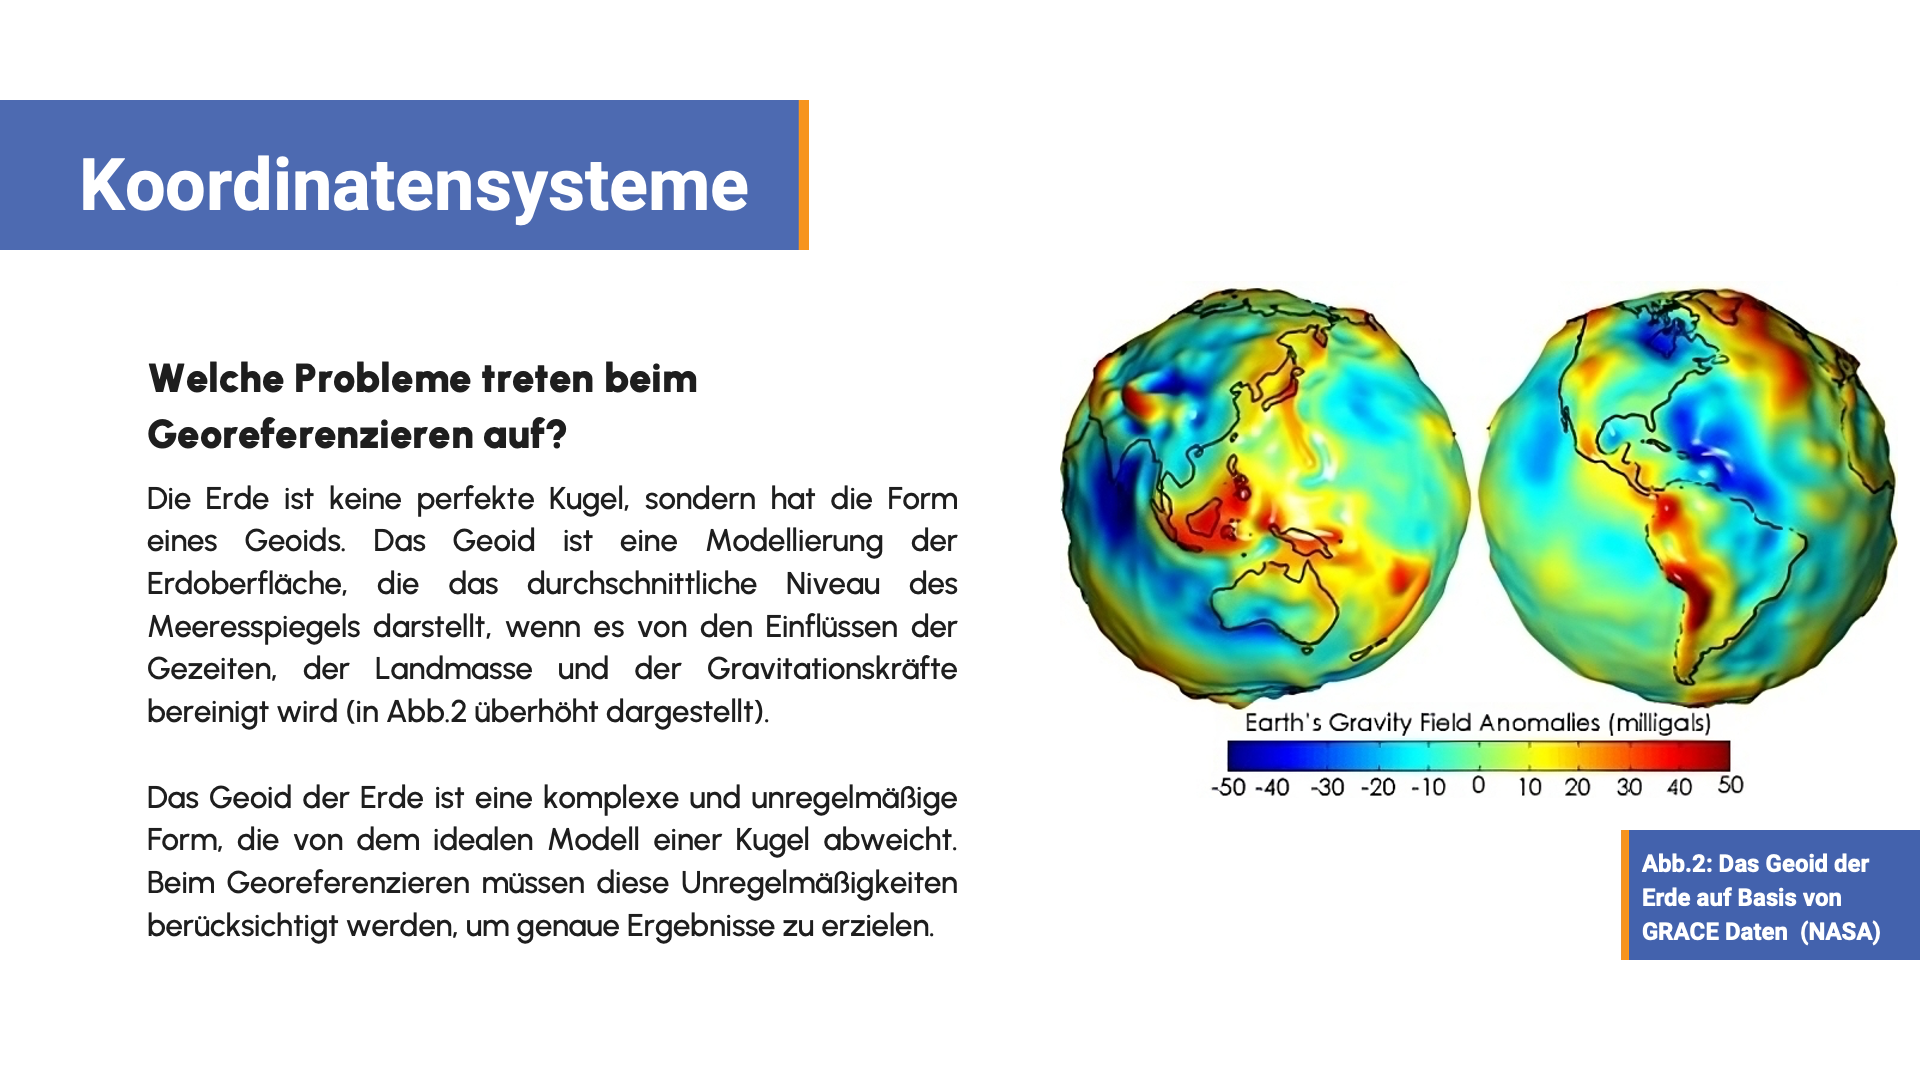 Koordinatensysteme
Welche Probleme treten beim
Georeferenzieren auf?
Die Erde ist keine perfekte Kugel, sondern hat die Form
eines Geoids. Das Geoid ist eine Modellierung der
Erdoberfläche, die das durchschnittliche Niveau des
Meeresspiegels darstellt, wenn es von den Einflüssen der
Gezeiten, der Landmasse und der Gravitationskräfte
bereinigt wird (in Abb.2 überhöht dargestellt).
Das Geoid der Erde ist eine komplexe und unregelmäßige
Form, die von dem idealen Modell einer Kugel abweicht.
Beim Georeferenzieren müssen diese Unregelmäßigkeiten
berücksichtigt werden, um genaue Ergebnisse zu erzielen.
Earth's Gravity Field Anomalies (milligals)
-50 -40 -30 -20 -10 0 10 20 30 40 50
Abb.2: Das Geoid der
Erde auf Basis von
GRACE Daten (NASA)